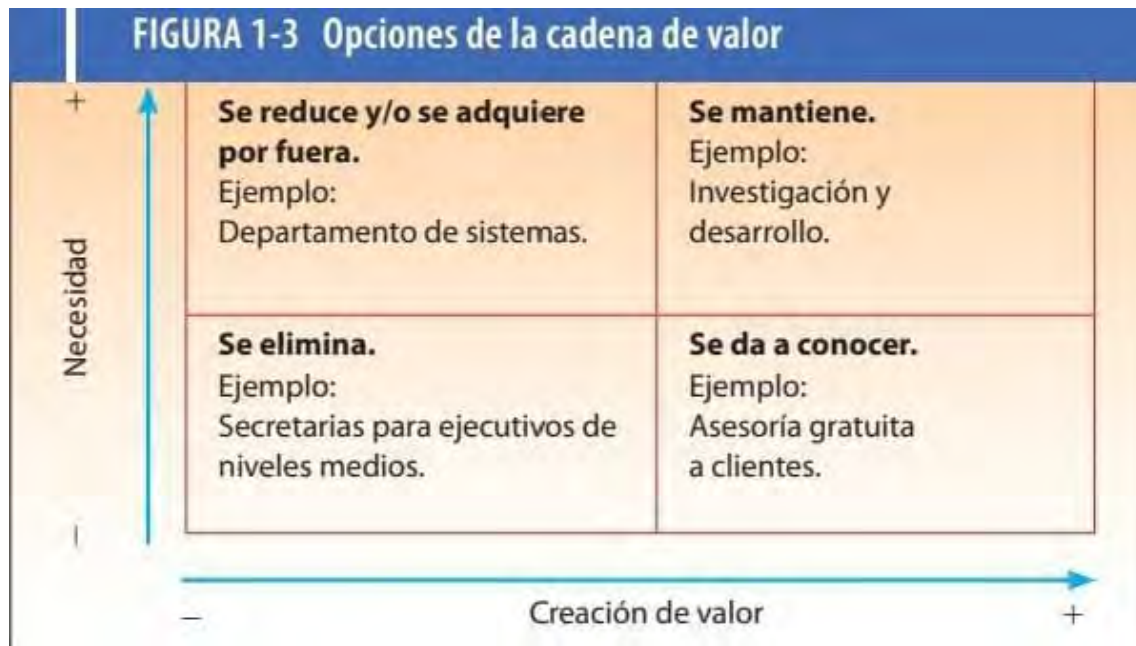 FIGURA 1-3 Opciones de la cadena de valor
+
Necesidad
–
Se reduce y/o se adquiere
por fuera.
Ejemplo:
Departamento de sistemas.
Se mantiene.
Ejemplo:
Investigación y
desarrollo.
Se elimina.
Ejemplo:
Secretarias para ejecutivos de
niveles medios.
Se da a conocer.
Ejemplo:
Asesoría gratuita
a clientes.
–
Creación de valor
+